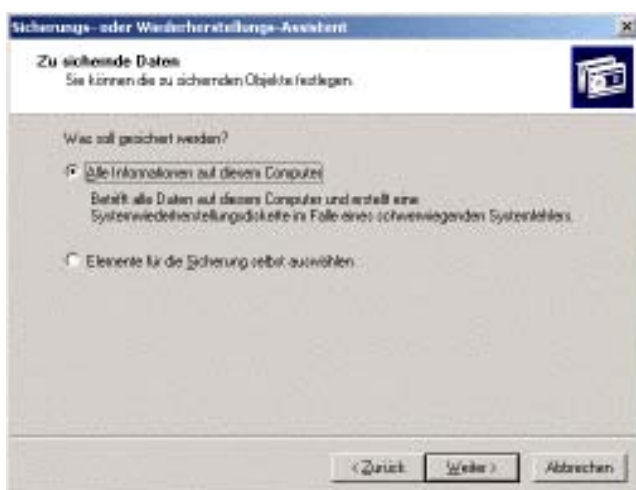 Sicherungs- oder Wiederherstellungs-Assistent
Zu sichernde Daten
Sie können die zu sichernden Objekte festlegen.
Was soll gesichert werden?
Alle Informationen auf diesem Computer
Betrifft alle Daten auf diesem Computer und erstellt eine
Systemwiederherstellungsdiskette im Falle eines schwerwiegenden Systemfehlers.
Elemente für die Sicherung selbst auswählen
< Zurück
Weiter >
Abbrechen